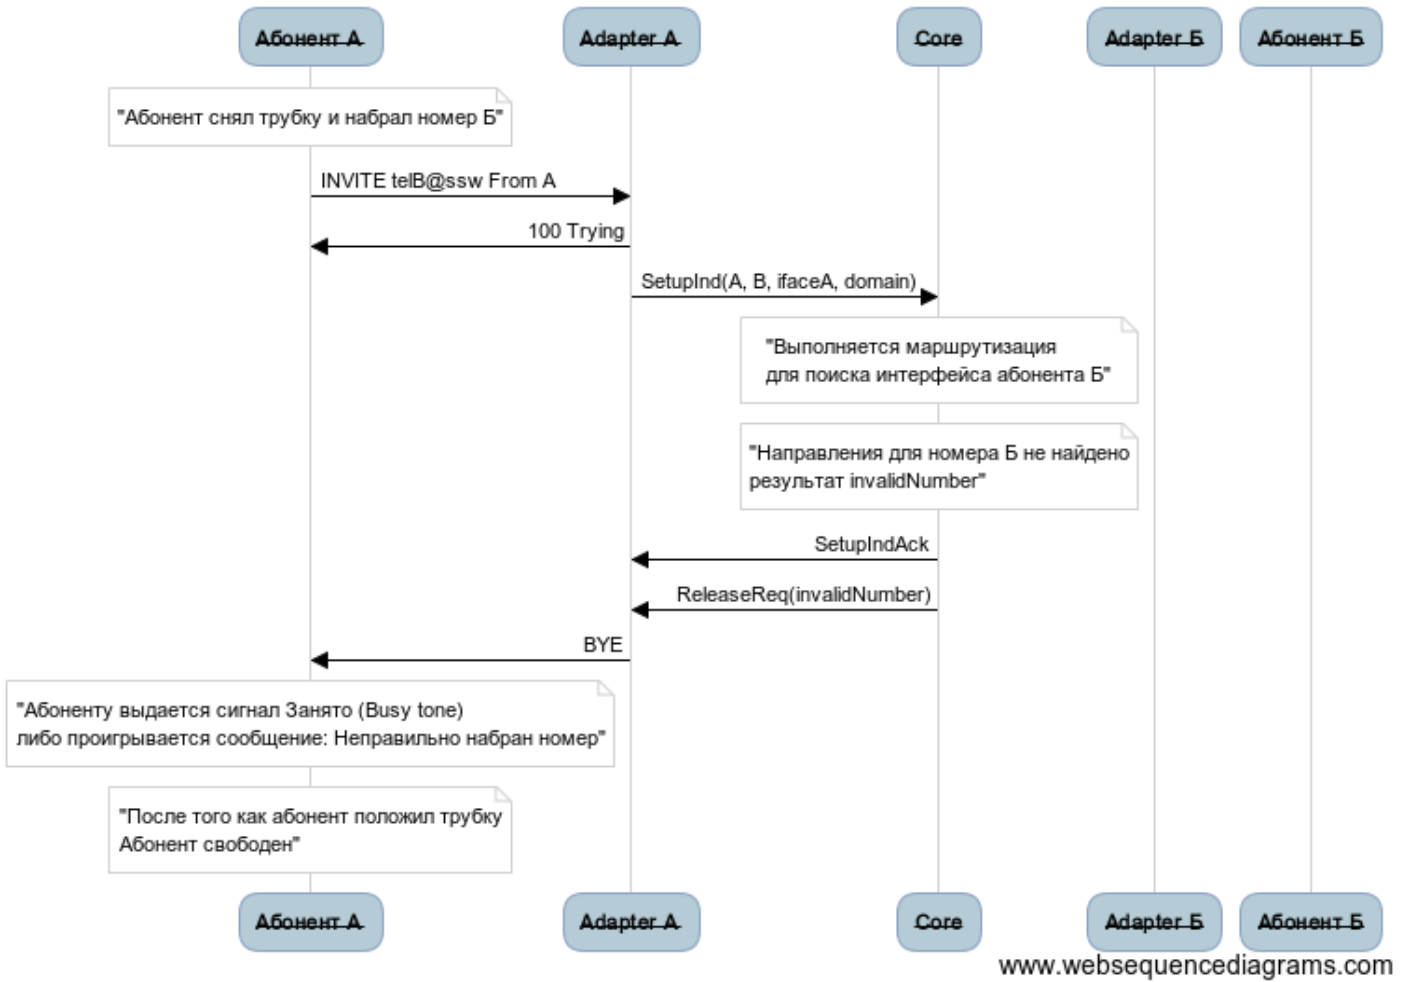 Абонент А
Adapter A
Core
Adapter Б
Абонент Б
"Абонент снял трубку и набрал номер Б"
INVITE telB@ssw From A
100 Trying
SetupInd(A, B, ifaceA, domain)
"Выполняется маршрутизация
для поиска интерфейса абонента Б"
"Направления для номера Б не найдено
результат invalidNumber"
SetupIndAck
ReleaseReq(invalidNumber)
BYE
"Абоненту выдается сигнал Занято (Busy tone)
либо проигрывается сообщение: Неправильно набран номер"
"После того как абонент положил трубку
Абонент свободен"
Абонент А
Adapter A
Core
Adapter Б
Абонент Б
www.websequencediagrams.com